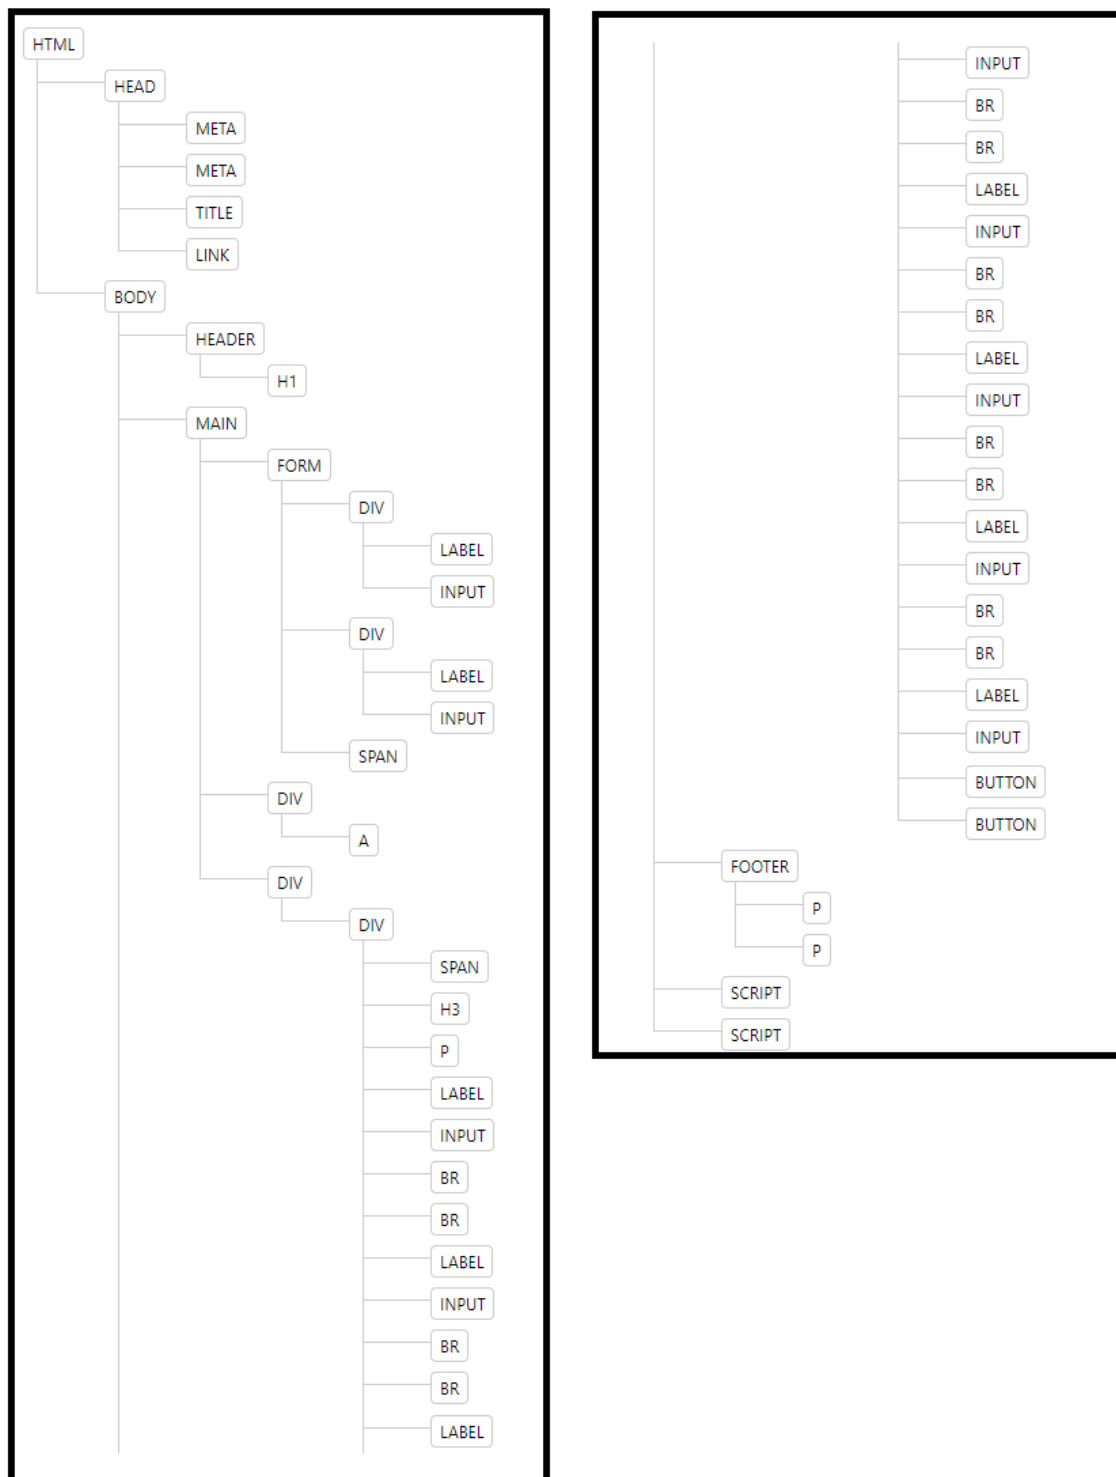 HTML
HEAD
META
META
TITLE
LINK
BODY
HEADER
H1
MAIN
FORM
DIV
LABEL
INPUT
DIV
LABEL
INPUT
SPAN
DIV
A
DIV
DIV
SPAN
H3
P
LABEL
INPUT
BR
BR
LABEL
INPUT
BR
BR
LABEL
INPUT
BR
BR
LABEL
INPUT
BR
BR
LABEL
INPUT
BR
BR
LABEL
INPUT
BR
BR
LABEL
INPUT
BUTTON
BUTTON
FOOTER
P
P
SCRIPT
SCRIPT